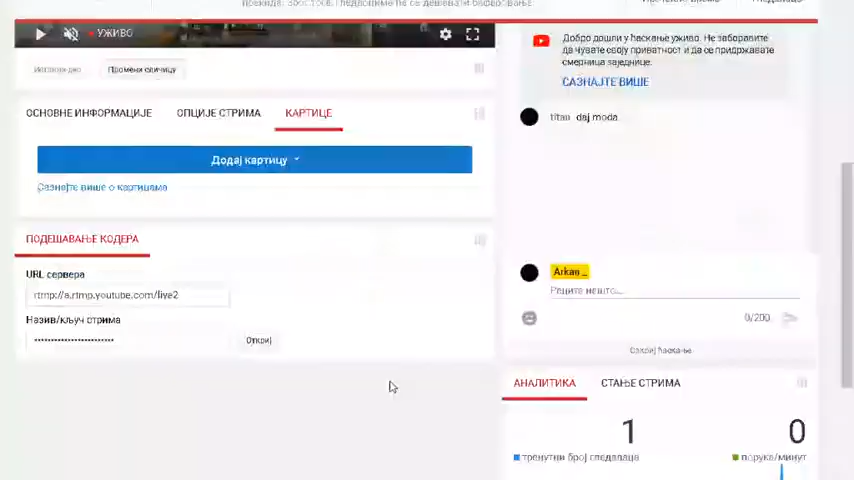 УЖИВО
Промени сличицу
ОСНОВНЕ ИНФОРМАЦИЈЕ ОПЦИЈЕ СТРИМА КАРТИЦЕ
Додај картицу
Сазнајте више о картицама
ПОДЕШАВАЊЕ КОДЕРА
URL сервера
rtmp://a.rtmp.youtube.com/live2
Назив/кључ стрима
************************ Откриј
Добро дошли у ћаскање уживо. Не заборавите
да чувате своју приватност и да се придржавате
смерница заједнице.
САЗНАЈТЕ ВИШЕ
titan daj moda
Arkan _
Реците нешто...
0/200
Сакриј ћаскање
АНАЛИТИКА СТАЊЕ СТРИМА
1 0
тренутни број гледалаца порука/минут